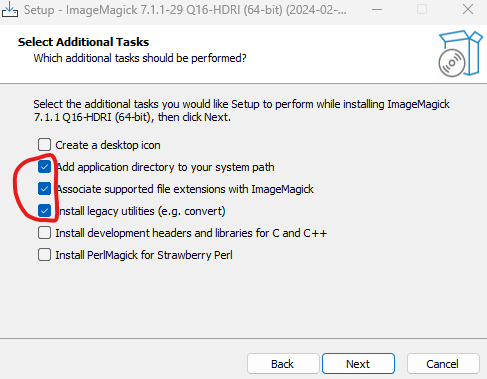 Setup - ImageMagick 7.1.1-29 Q16-HDRI (64-bit) (2024-02-...
Select Additional Tasks
Which additional tasks should be performed?
Select the additional tasks you would like Setup to perform while installing ImageMagick
7.1.1 Q16-HDRI (64-bit), then click Next.
Create a desktop icon
Add application directory to your system path
Associate supported file extensions with ImageMagick
Install legacy utilities (e.g. convert)
Install development headers and libraries for C and C++
Install PerlMagick for Strawberry Perl
Back Next Cancel